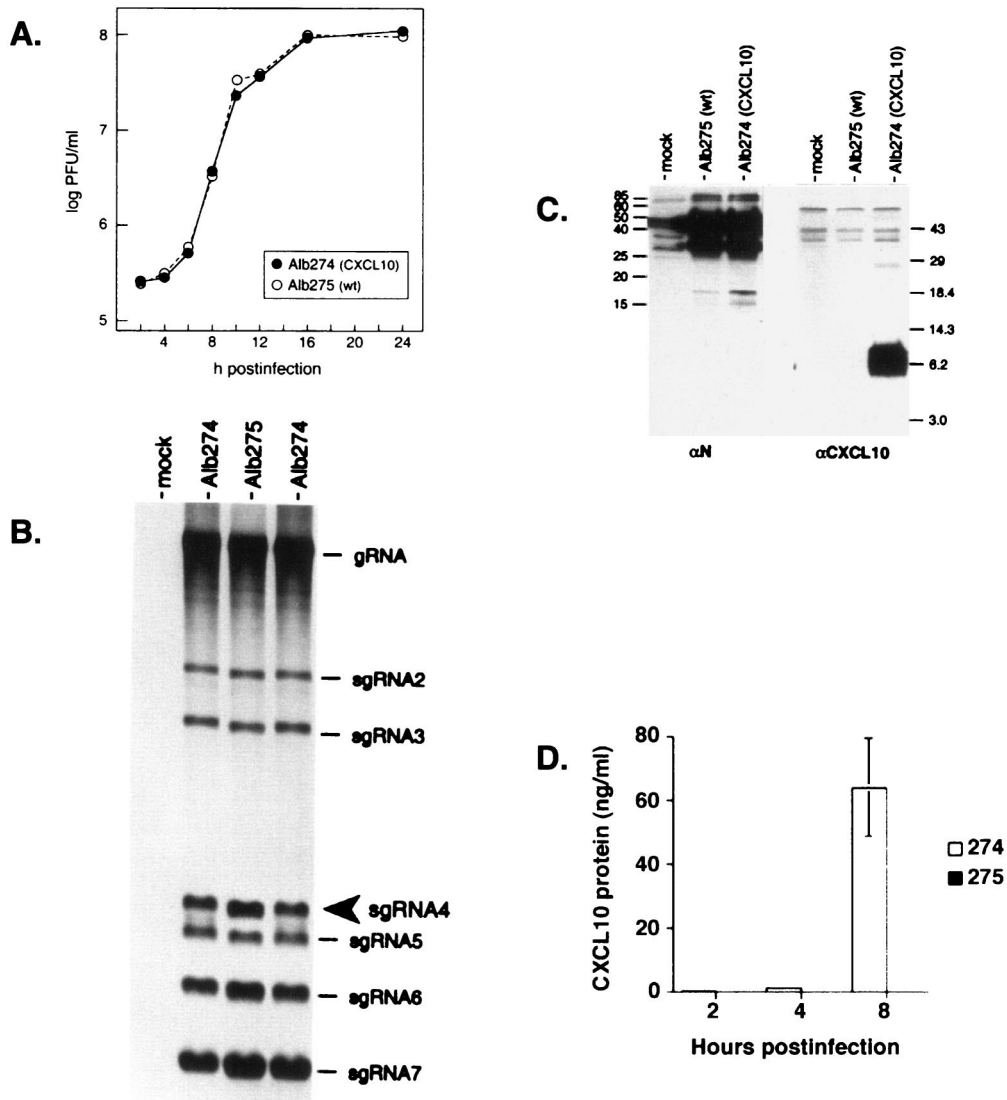 A.
8
7
6
5
log PFU/ml
Alb274 (CXCL10)
Alb275 (wt)
4 8 12 16 20 24
h postinfection
B.
- mock
- Alb274
- Alb275
- Alb274
gRNA
sgRNA2
sgRNA3
sgRNA4
sgRNA5
sgRNA6
sgRNA7
C.
- mock
- Alb275 (wt)
- Alb274 (CXCL10)
- mock
- Alb275 (wt)
- Alb274 (CXCL10)
85
60
50
40
25
20
15
43
29
18.4
14.3
6.2
3.0
αN
αCXCL10
D.
CXCL10 protein (ng/ml)
80
60
40
20
0
2 4 8
Hours postinfection
274
275